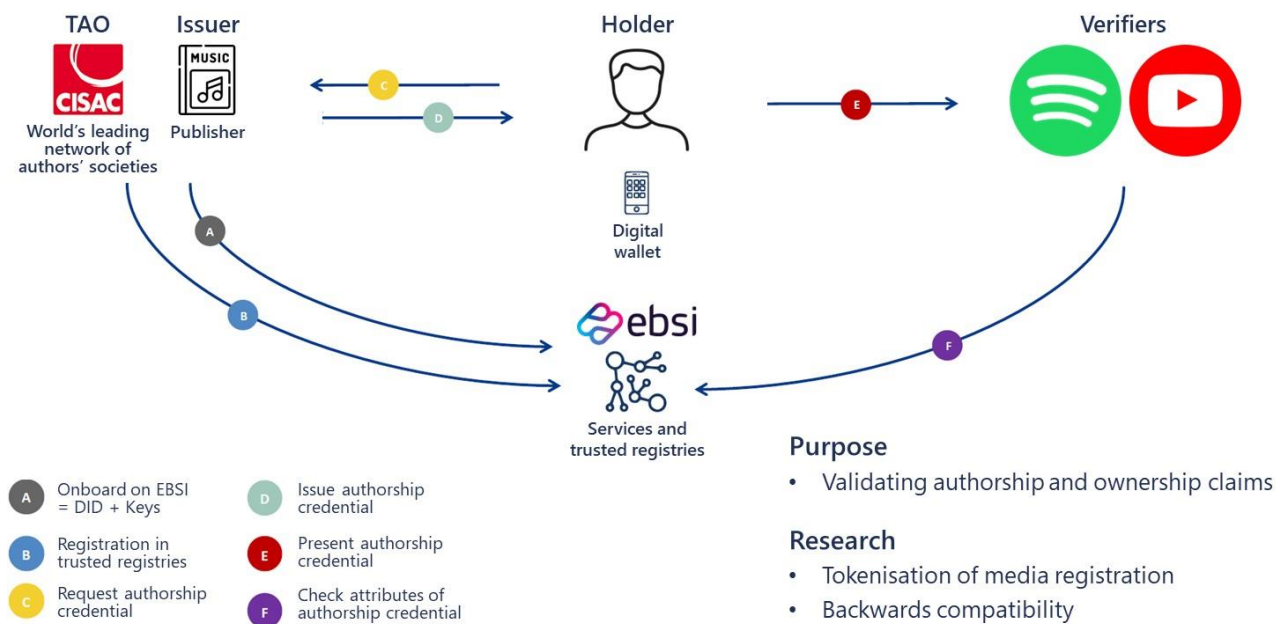 TAO
Issuer
Holder
Verifiers
MUSIC
CISAC
C
D
E
World's leading
network of
authors' societies
Publisher
A
Digital
wallet
B
ebsi
F
Services and
trusted registries
Purpose
• Validating authorship and ownership claims
Research
• Tokenisation of media registration
• Backwards compatibility
A
Onboard on EBSI
= DID + Keys
B
Registration in
trusted registries
C
Request authorship
credential
D
Issue authorship
credential
E
Present authorship
credential
F
Check attributes of
authorship credential